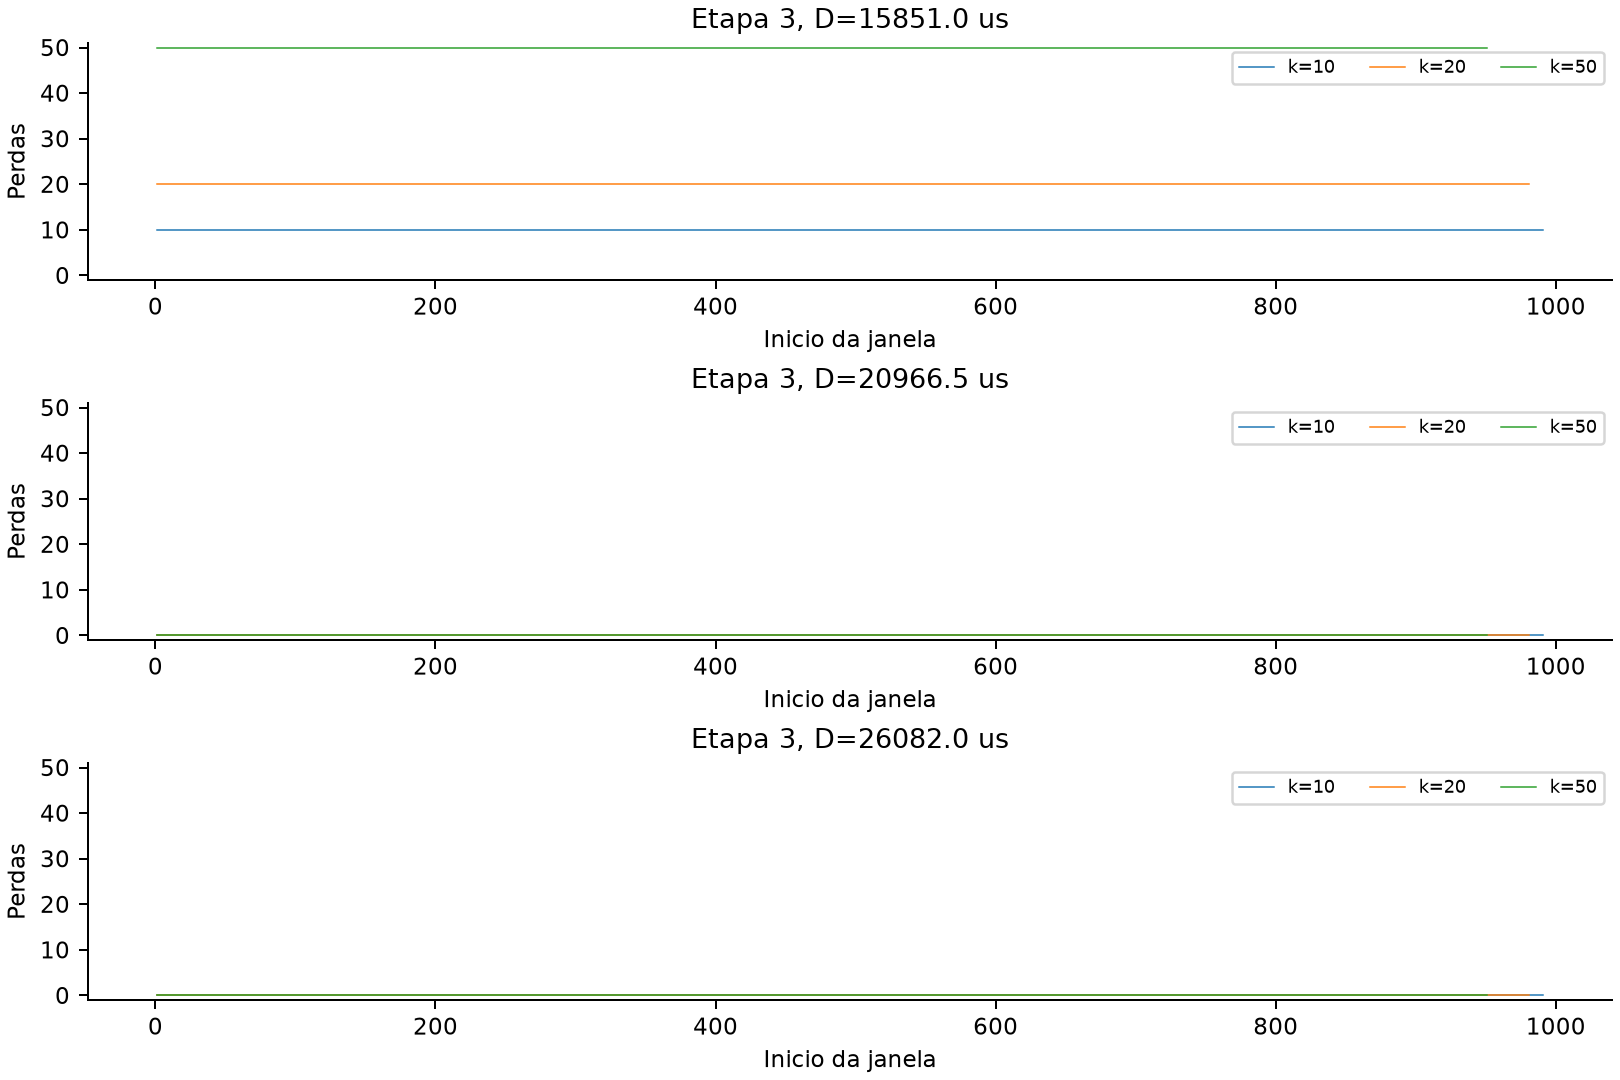 Etapa 3, D=15851.0 us
50
40
30
20
10
0
Perdas
k=10 k=20 k=50
0 200 400 600 800 1000
Inicio da janela
Etapa 3, D=20966.5 us
50
40
30
20
10
0
Perdas
k=10 k=20 k=50
0 200 400 600 800 1000
Inicio da janela
Etapa 3, D=26082.0 us
50
40
30
20
10
0
Perdas
k=10 k=20 k=50
0 200 400 600 800 1000
Inicio da janela